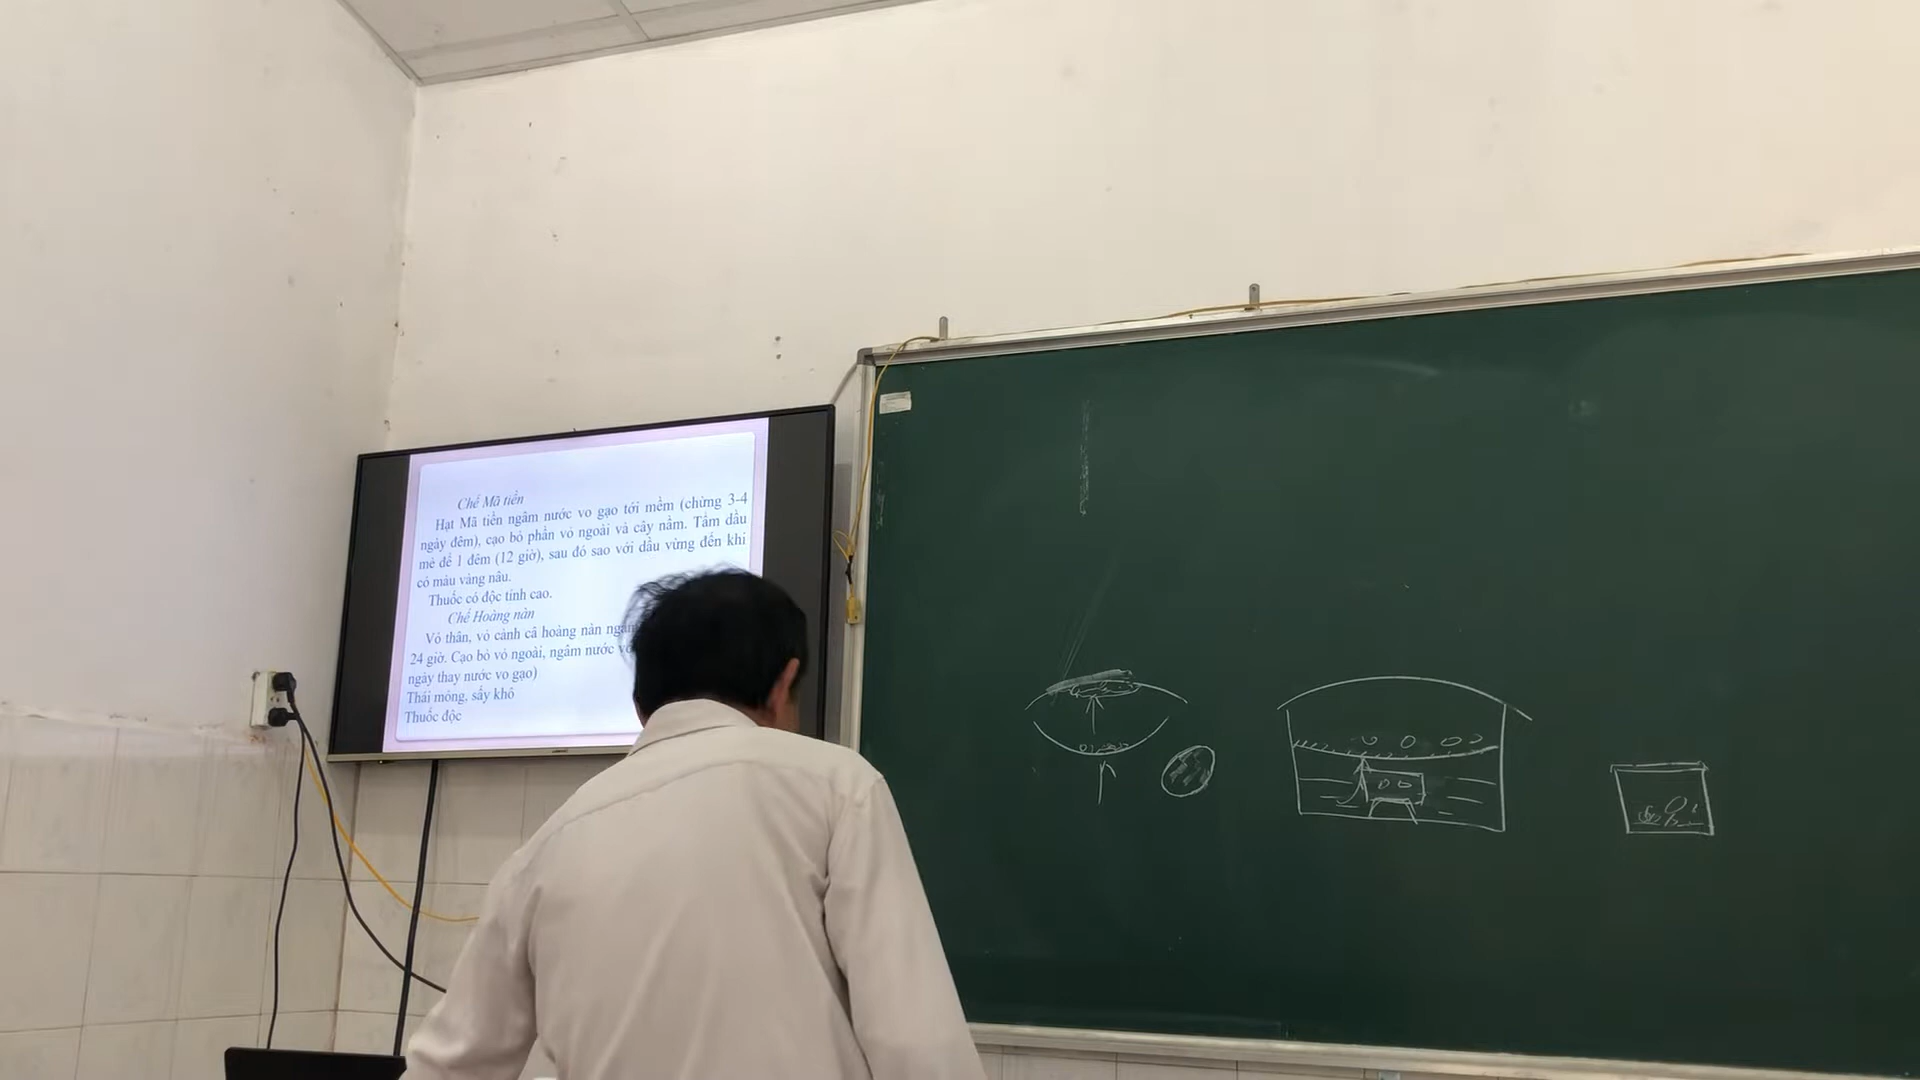 Chế Mã tiền
Hạt Mã tiền ngâm nước vo gạo tới mềm (chừng 3-4
ngày đêm), cạo bỏ phần vỏ ngoài và cây nầm. Tẩm dầu
mè để 1 đêm (12 giờ), sau đó sao với dầu vừng đến khi
có màu vàng nâu.
Thuốc có độc tính cao.
Chế Hoàng nàn
Vỏ thân, vỏ cành câ hoàng nàn ngâm
24 giờ. Cạo bỏ vỏ ngoài, ngâm nước
ngày thay nước vo gạo)
Thái mỏng, sấy khô
Thuốc độc